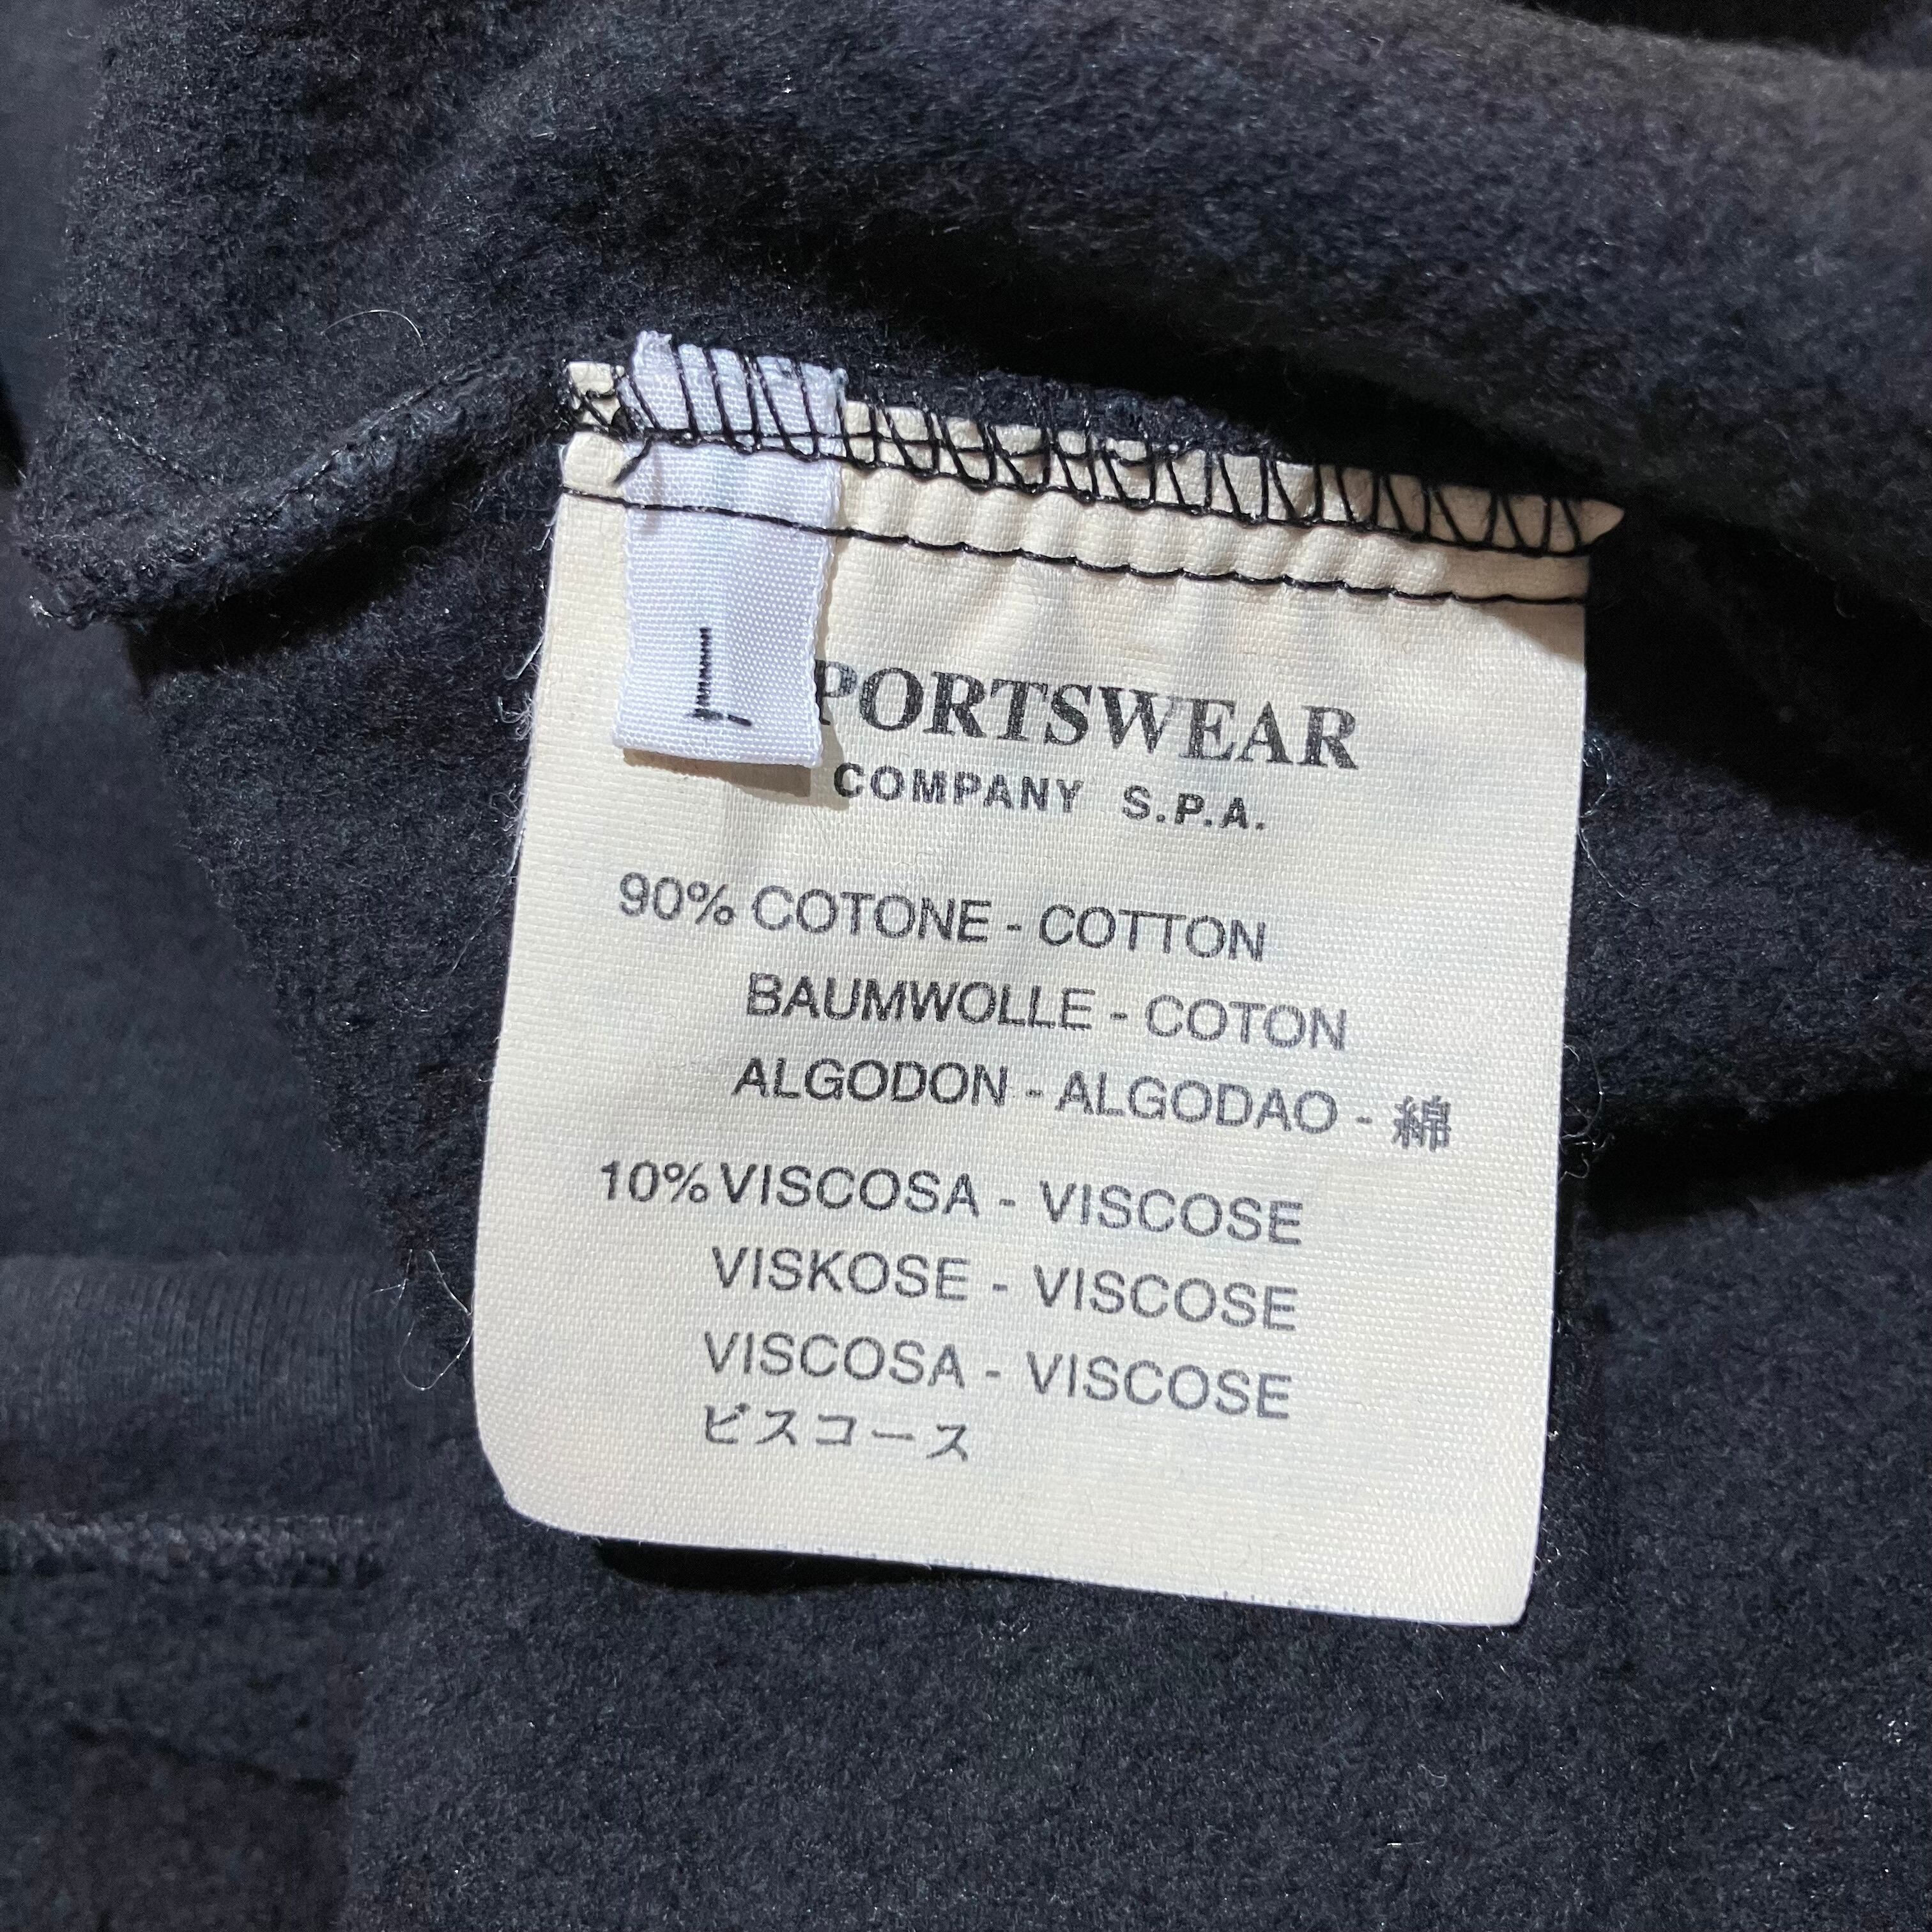 L
PORTSWEAR
COMPANY S.P.A.
90% COTONE - COTTON
BAUMWOLLE - COTON
ALGODON - ALGODAO - 綿
10% VISCOSA - VISCOSE
VISKOSE - VISCOSE
VISCOSA - VISCOSE
ビスコース